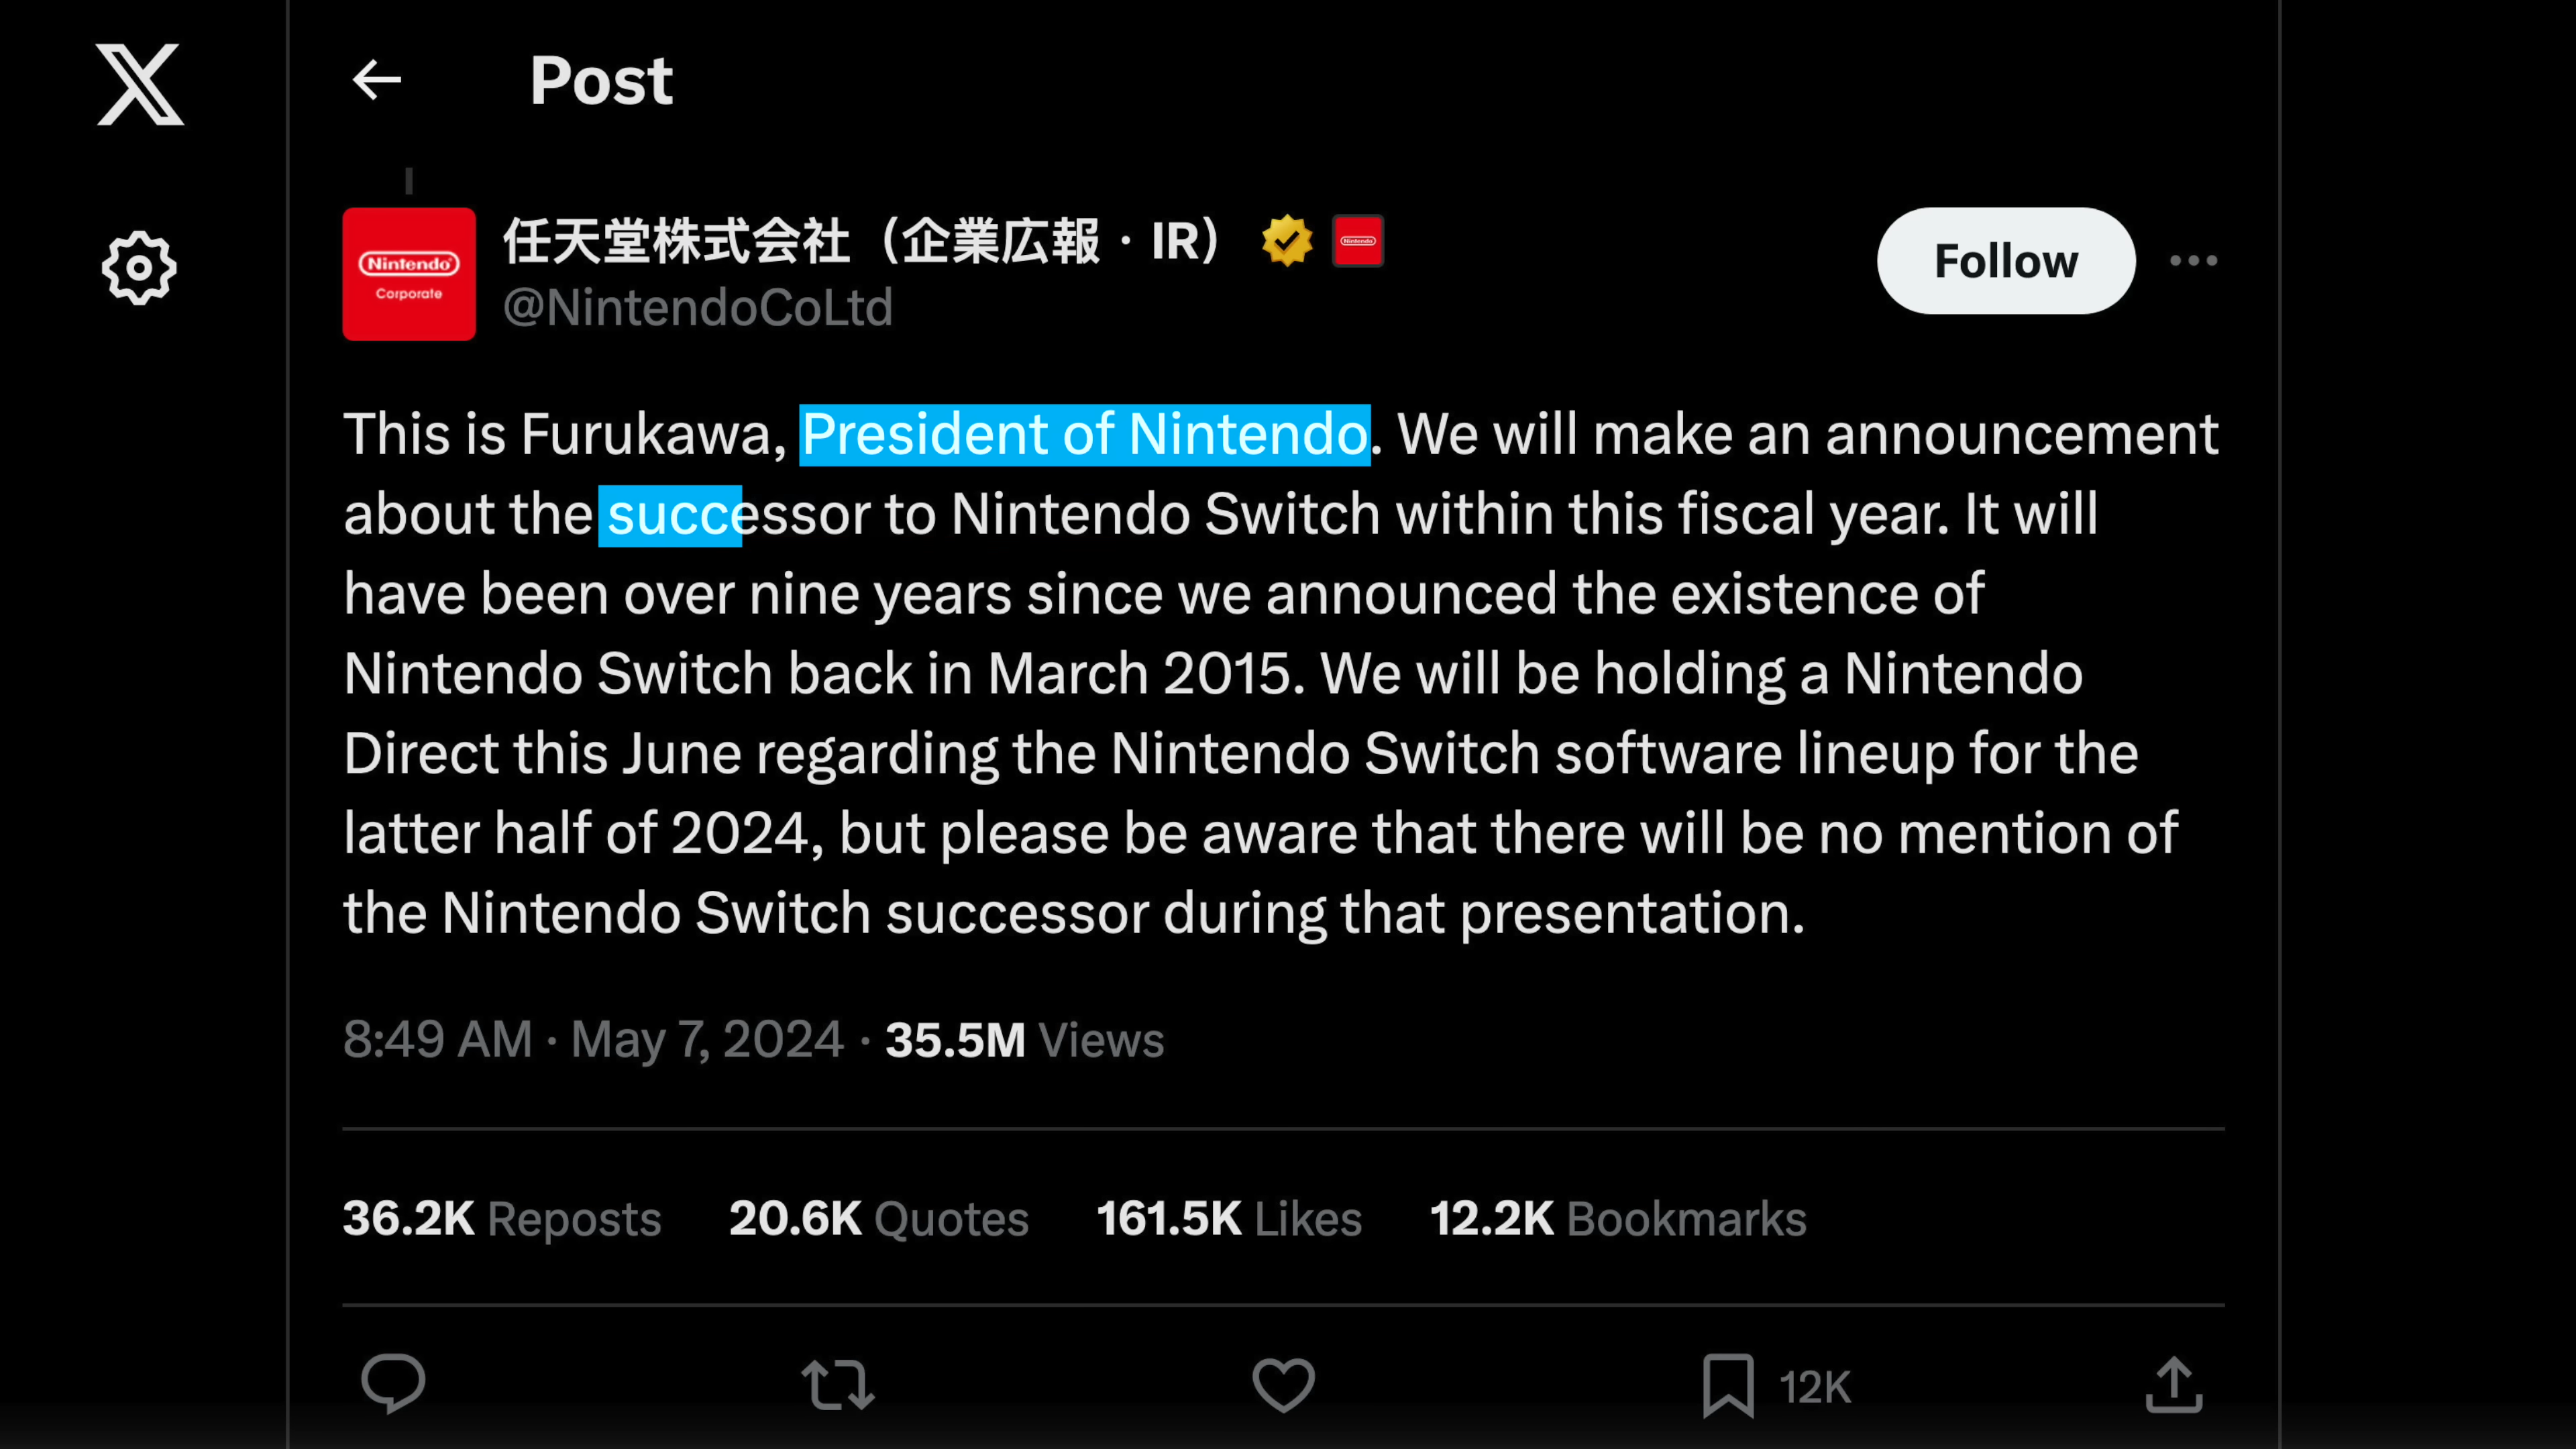 Post
任天堂株式会社（企業広報・IR）
@NintendoCoLtd
Follow
Nintendo
Corporate
This is Furukawa, President of Nintendo. We will make an announcement
about the successor to Nintendo Switch within this fiscal year. It will
have been over nine years since we announced the existence of
Nintendo Switch back in March 2015. We will be holding a Nintendo
Direct this June regarding the Nintendo Switch software lineup for the
latter half of 2024, but please be aware that there will be no mention of
the Nintendo Switch successor during that presentation.
8:49 AM · May 7, 2024 · 35.5M Views
36.2K Reposts 20.6K Quotes 161.5K Likes 12.2K Bookmarks
12K